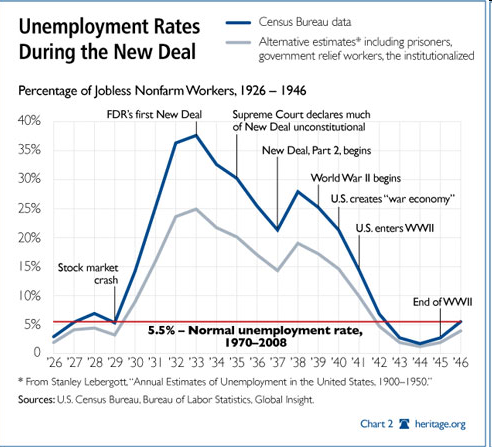 Unemployment Rates
During the New Deal
Census Bureau data
Alternative estimates* including prisoners,
government relief workers, the institutionalized
Percentage of Jobless Nonfarm Workers, 1926 – 1946
FDR's first New Deal
Supreme Court declares much
of New Deal unconstitutional
New Deal, Part 2, begins
World War II begins
U.S. creates "war economy"
U.S. enters WWII
Stock market
crash
End of WWII
40%
35%
30%
25%
20%
15%
10%
5%
0
5.5% – Normal unemployment rate,
1970–2008
'26 '27 '28 '29 '30 '31 '32 '33 '34 '35 '36 '37 '38 '39 '40 '41 '42 '43 '44 '45 '46
* From Stanley Lebergott, "Annual Estimates of Unemployment in the United States, 1900–1950."
Sources: U.S. Census Bureau, Bureau of Labor Statistics, Global Insight.
Chart 2 heritage.org